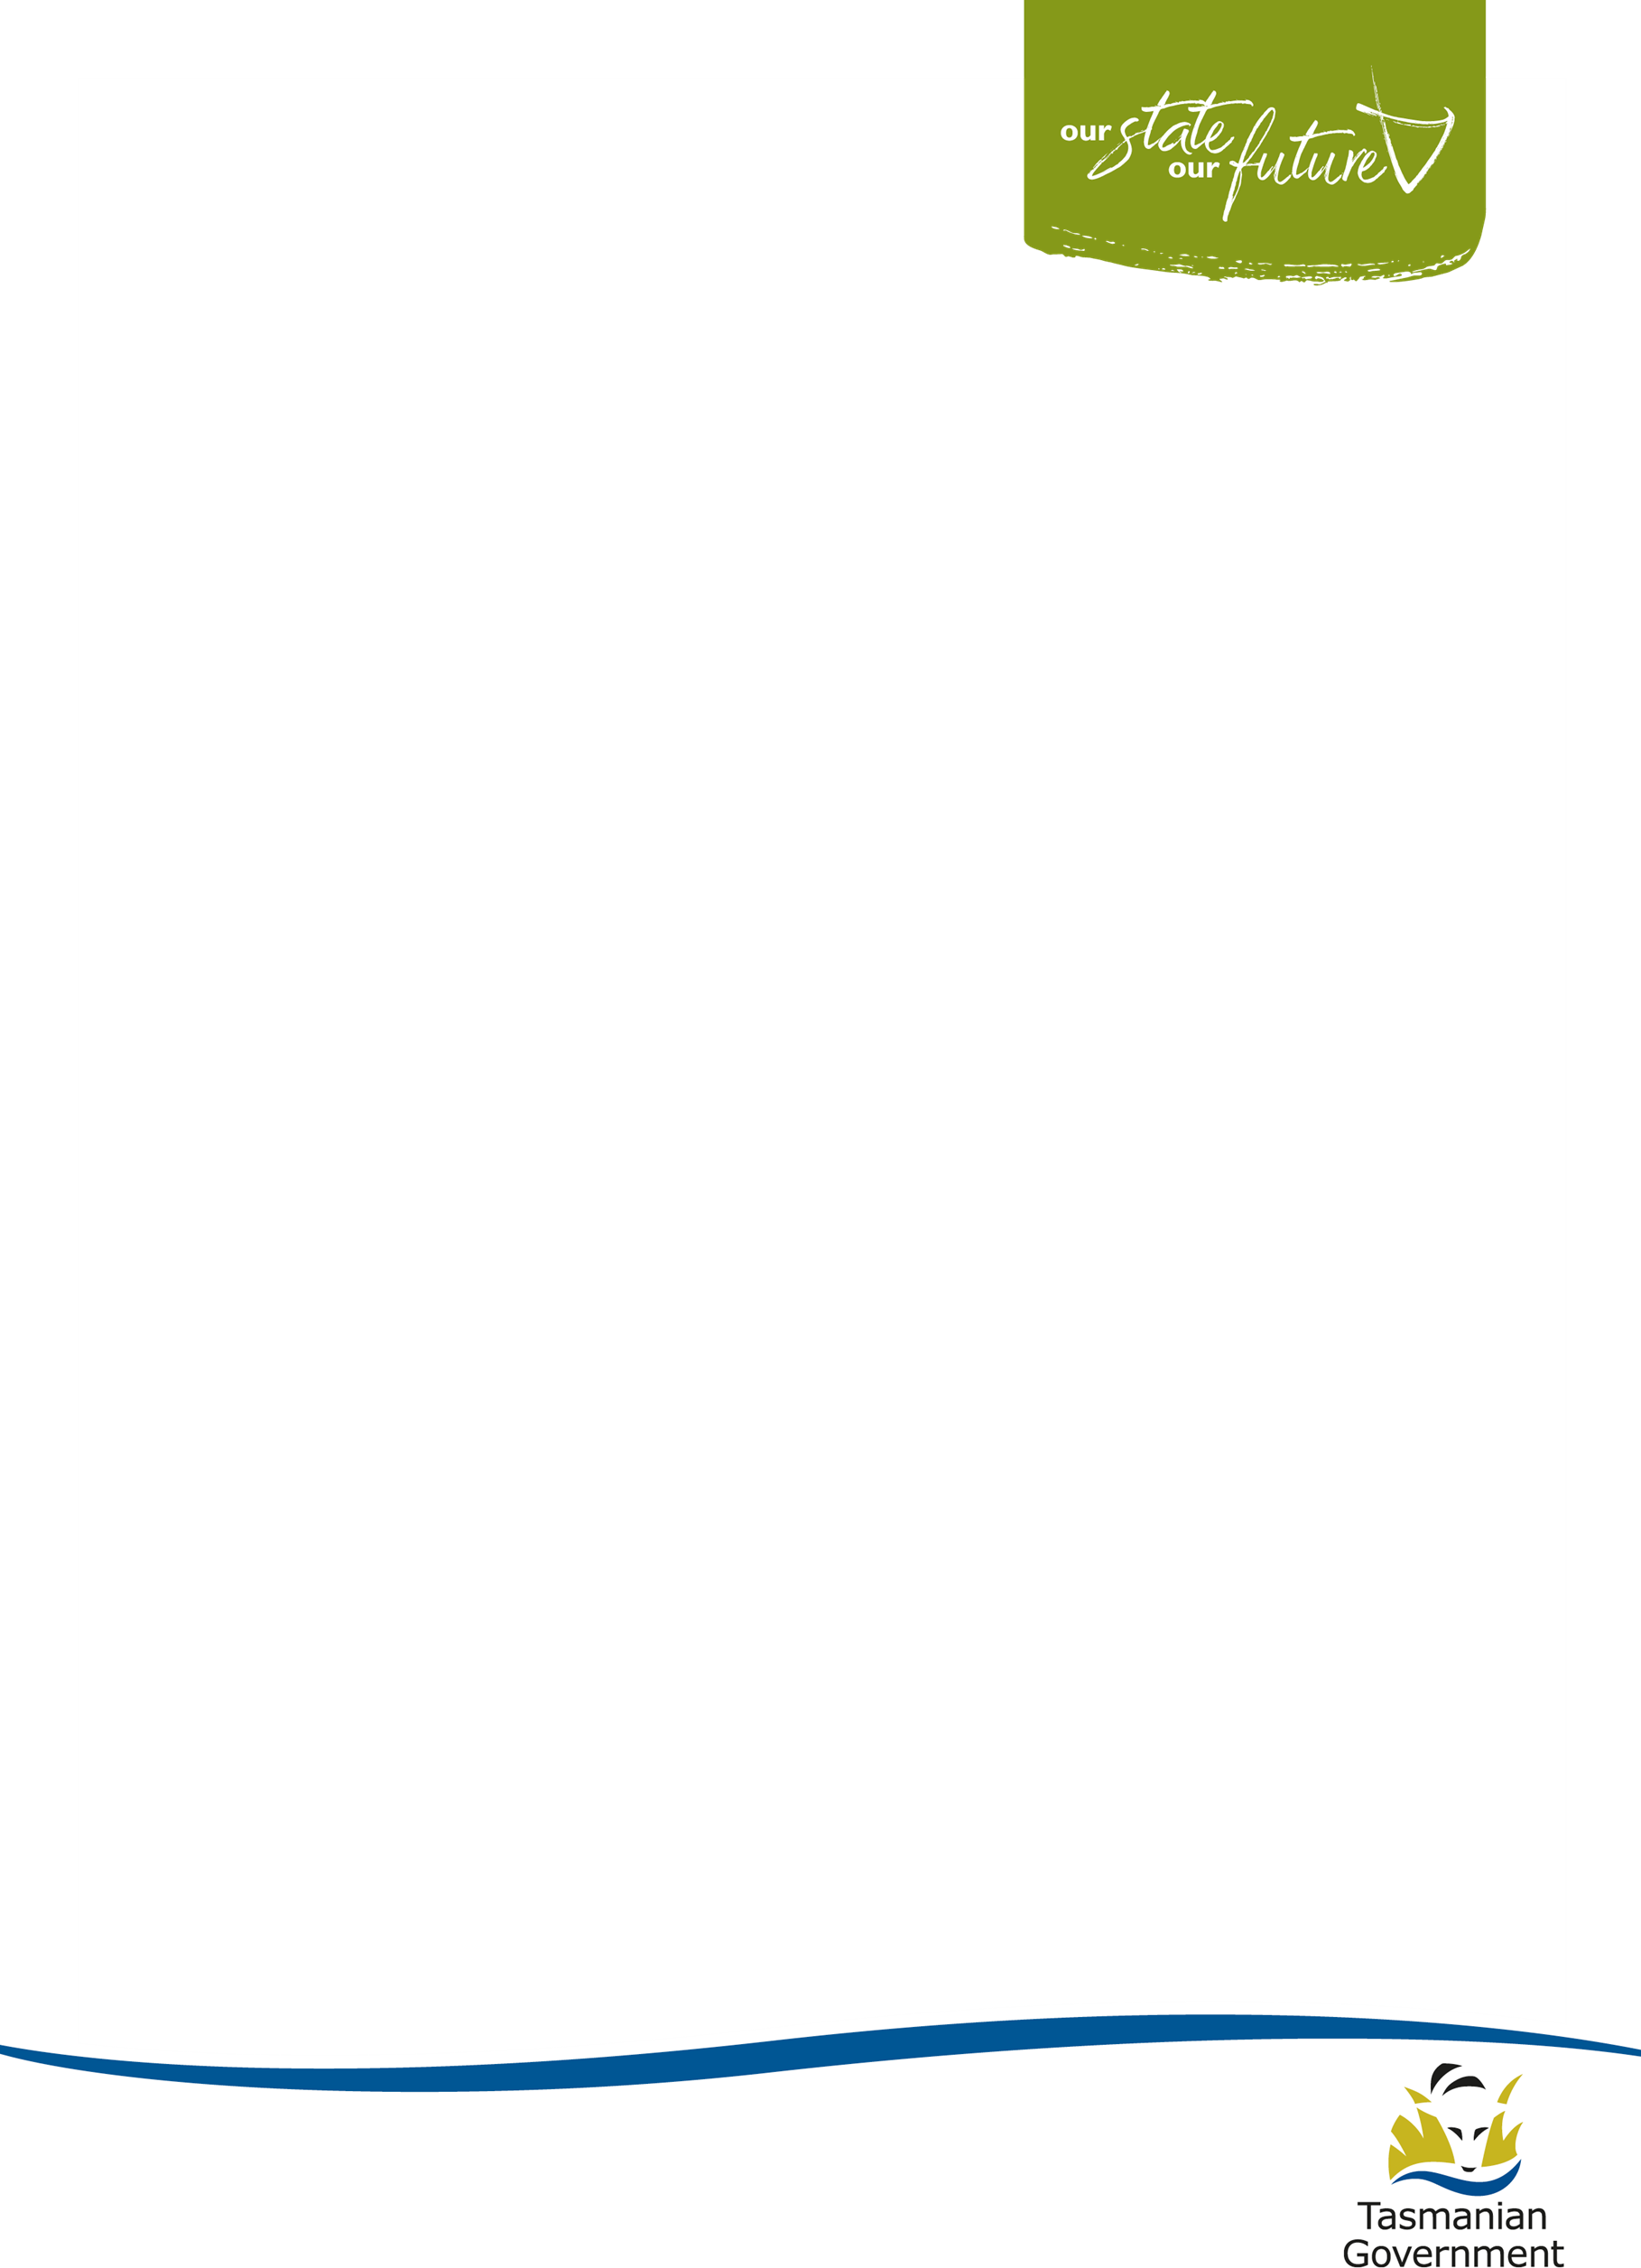 our state
our future
Tasmanian
Government